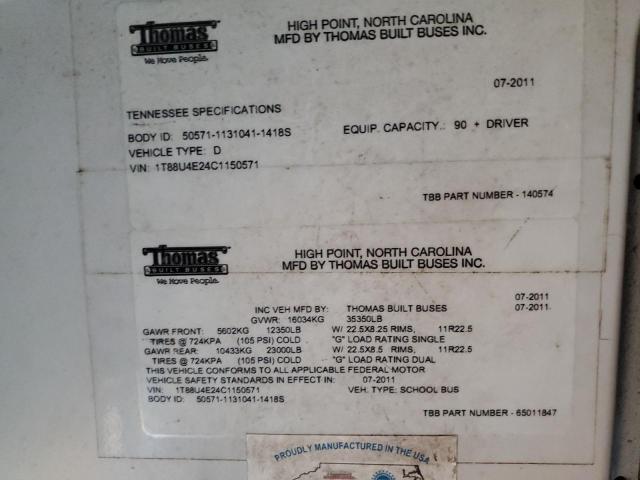 Thomas
BUILT BUSES
We Move People.
HIGH POINT, NORTH CAROLINA
MFD BY THOMAS BUILT BUSES INC.
07-2011
TENNESSEE SPECIFICATIONS
BODY ID: 50571-1131041-1418S EQUIP. CAPACITY.: 90 + DRIVER
VEHICLE TYPE: D
VIN: 1T88U4E24C1150571
TBB PART NUMBER - 140574
Thomas
BUILT BUSES
We Move People.
HIGH POINT, NORTH CAROLINA
MFD BY THOMAS BUILT BUSES INC.
07-2011
INC VEH MFD BY: THOMAS BUILT BUSES 07-2011
GVWR: 16034KG 35350LB
GAWR FRONT: 5602KG 12350LB W/ 22.5X8.25 RIMS, 11R22.5
TIRES @ 724KPA (105 PSI) COLD "G" LOAD RATING SINGLE
GAWR REAR: 10433KG 23000LB W/ 22.5X8.5 RIMS, 11R22.5
TIRES @ 724KPA (105 PSI) COLD "G" LOAD RATING DUAL
THIS VEHICLE CONFORMS TO ALL APPLICABLE FEDERAL MOTOR
VEHICLE SAFETY STANDARDS IN EFFECT IN: 07-2011
VIN: 1T88U4E24C1150571 VEH. TYPE: SCHOOL BUS
BODY ID: 50571-1131041-1418S
TBB PART NUMBER - 65011847
PROUDLY MANUFACTURED IN THE USA